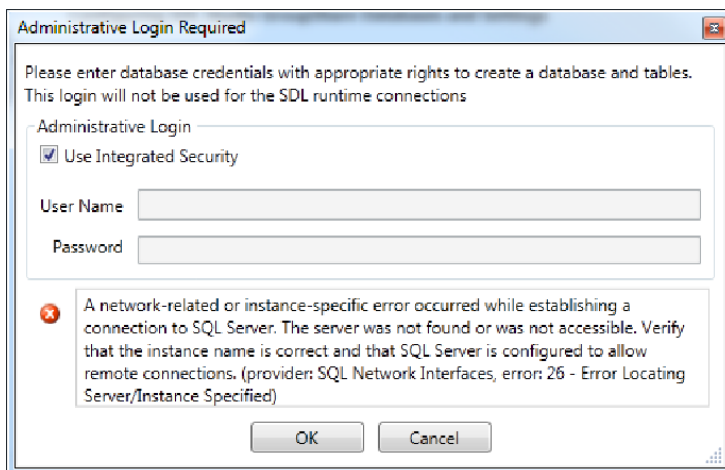 Administrative Login Required
Please enter database credentials with appropriate rights to create a database and tables.
This login will not be used for the SDL runtime connections
Administrative Login
Use Integrated Security
User Name
Password
A network-related or instance-specific error occurred while establishing a
connection to SQL Server. The server was not found or was not accessible. Verify
that the instance name is correct and that SQL Server is configured to allow
remote connections. (provider: SQL Network Interfaces, error: 26 - Error Locating
Server/Instance Specified)
OK
Cancel